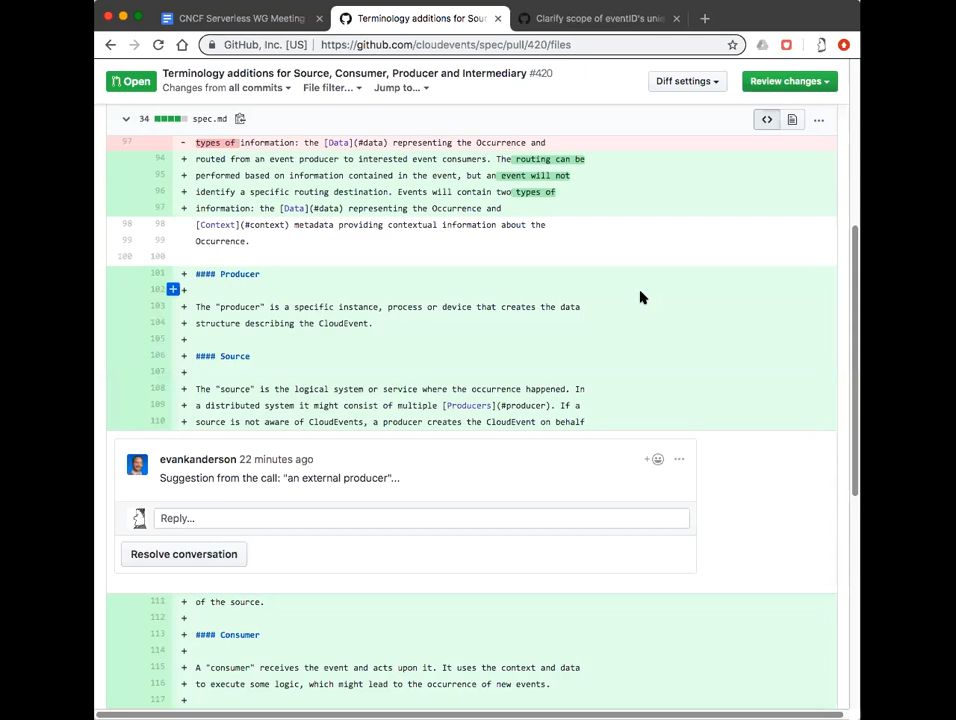 CNCF Serverless WG Meeting
Terminology additions for Sou
Clarify scope of eventID's uni
GitHub, Inc. [US] | https://github.com/cloudevents/spec/pull/420/files
Open
Terminology additions for Source, Consumer, Producer and Intermediary #420
Changes from all commits
File filter...
Jump to...
Diff settings
Review changes
34 spec.md
97 - types of information: the [Data](#data) representing the Occurrence and
94 + routed from an event producer to interested event consumers. The routing can be
95 + performed based on information contained in the event, but an event will not
96 + identify a specific routing destination. Events will contain two types of
97 + information: the [Data](#data) representing the Occurrence and
98 98 [Context](#context) metadata providing contextual information about the
99 99 Occurrence.
100 100
101 + #### Producer
102 +
103 + The "producer" is a specific instance, process or device that creates the data
104 + structure describing the CloudEvent.
105 +
106 + #### Source
107 +
108 + The "source" is the logical system or service where the occurrence happened. In
109 + a distributed system it might consist of multiple [Producers](#producer). If a
110 + source is not aware of CloudEvents, a producer creates the CloudEvent on behalf
evankanderson 22 minutes ago
Suggestion from the call: "an external producer"...
Reply...
Resolve conversation
111 + of the source.
112 +
113 + #### Consumer
114 +
115 + A "consumer" receives the event and acts upon it. It uses the context and data
116 + to execute some logic, which might lead to the occurrence of new events.
117 +